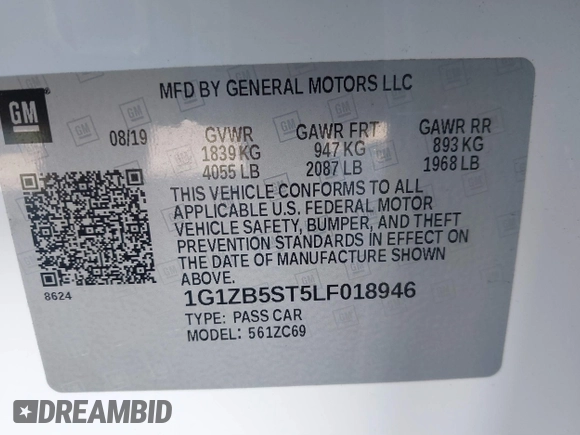 MFD BY GENERAL MOTORS LLC
GM
08/19 GVWR GAWR FRT GAWR RR
1839 KG 947 KG 893 KG
4055 LB 2087 LB 1968 LB
THIS VEHICLE CONFORMS TO ALL
APPLICABLE U.S. FEDERAL MOTOR
VEHICLE SAFETY, BUMPER, AND THEFT
PREVENTION STANDARDS IN EFFECT ON
THE DATE OF MANUFACTURE SHOWN
ABOVE.
8624
1G1ZB5ST5LF018946
TYPE: PASS CAR
MODEL: 561ZC69
DREAMBID